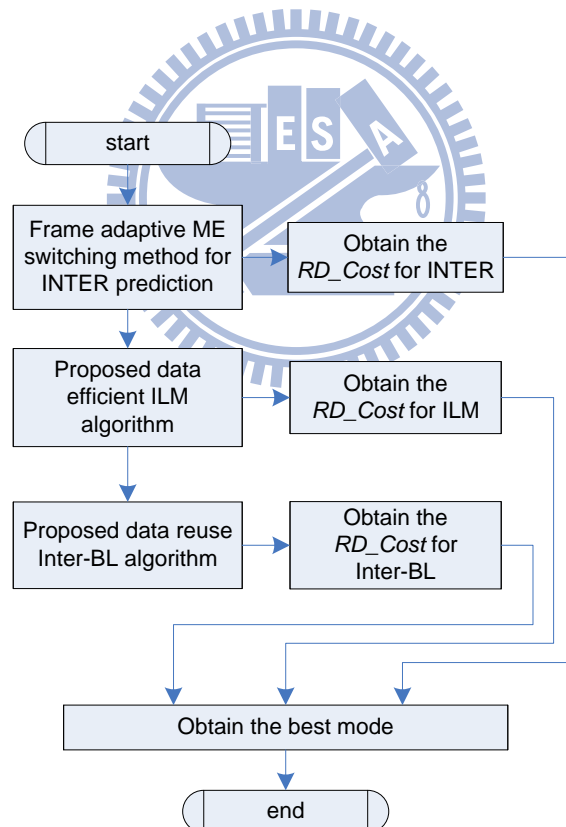 start
Frame adaptive ME
switching method for
INTER prediction
Obtain the
RD_Cost for INTER
Proposed data
efficient ILM
algorithm
Obtain the
RD_Cost for ILM
Proposed data reuse
Inter-BL algorithm
Obtain the
RD_Cost for
Inter-BL
Obtain the best mode
end
E S A